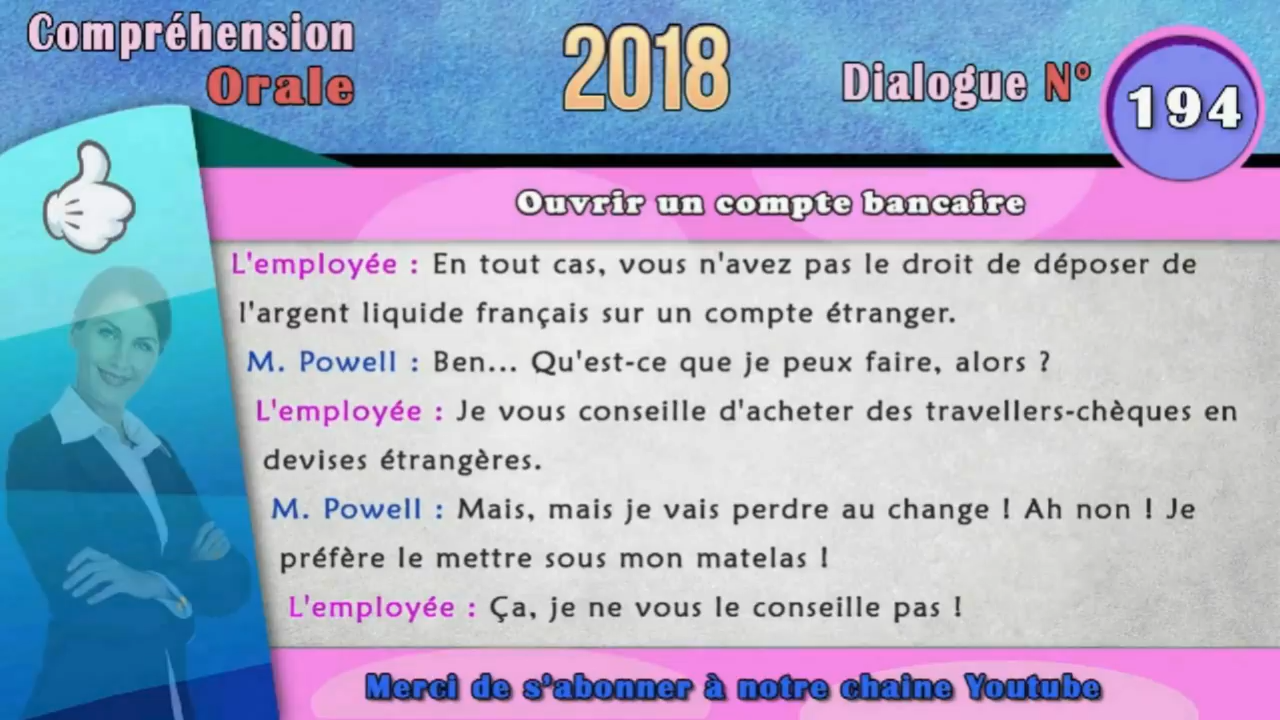 Compréhension
Orale
2018
Dialogue N°
194
Ouvrir un compte bancaire
L'employée : En tout cas, vous n'avez pas le droit de déposer de
l'argent liquide français sur un compte étranger.
M. Powell : Ben... Qu'est-ce que je peux faire, alors ?
L'employée : Je vous conseille d'acheter des travellers-chèques en
devises étrangères.
M. Powell : Mais, mais je vais perdre au change ! Ah non ! Je
préfère le mettre sous mon matelas !
L'employée : Ça, je ne vous le conseille pas !
Merci de s'abonner à notre chaine Youtube